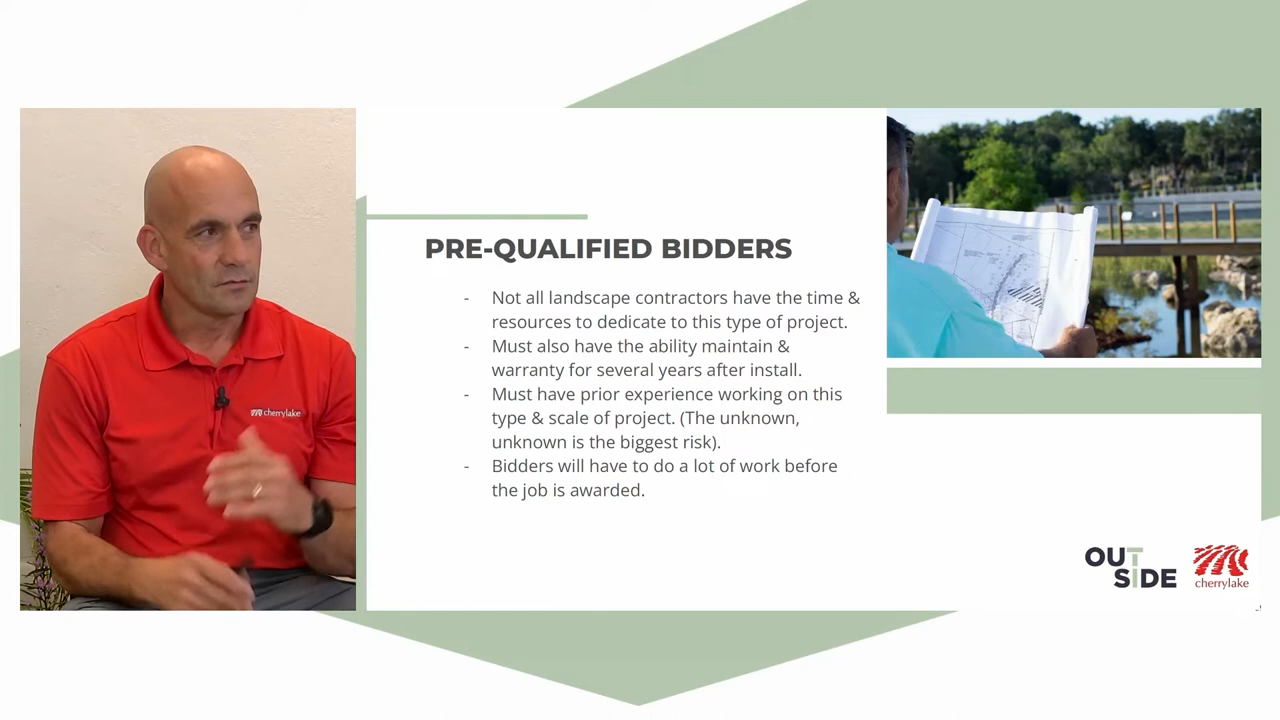 cherrylake
PRE-QUALIFIED BIDDERS
- Not all landscape contractors have the time &
resources to dedicate to this type of project.
- Must also have the ability maintain &
warranty for several years after install.
- Must have prior experience working on this
type & scale of project. (The unknown,
unknown is the biggest risk).
- Bidders will have to do a lot of work before
the job is awarded.
OUT
SIDE
cherrylake